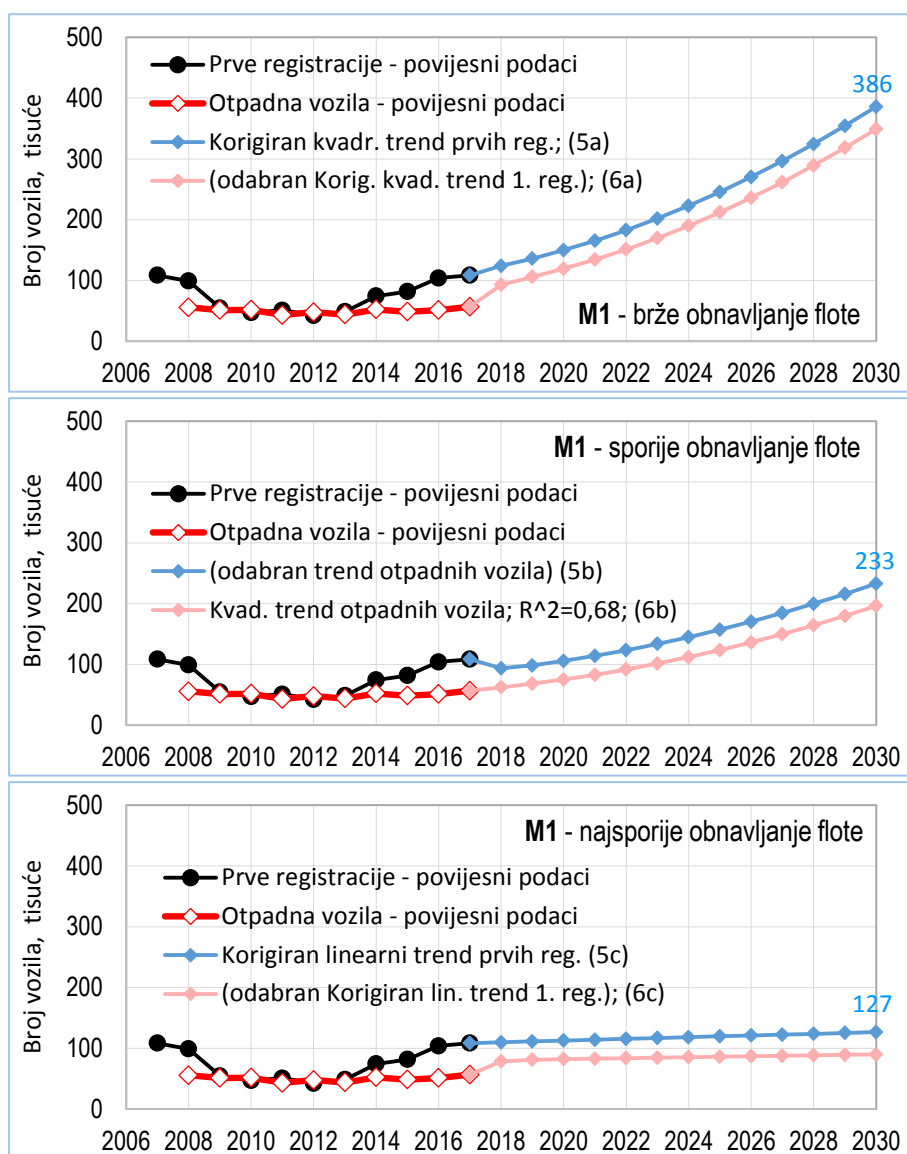 500
400
300
200
100
0
Broj vozila, tisuće
Prve registracije - povijesni podaci
Otpadna vozila - povijesni podaci
Korigiran kvadr. trend prvih reg.; (5a)
(odabran Korig. kvad. trend 1. reg.); (6a)
386
M1 - brže obnavljanje flote
2006 2008 2010 2012 2014 2016 2018 2020 2022 2024 2026 2028 2030
500
400
300
200
100
0
Broj vozila, tisuće
M1 - sporije obnavljanje flote
Prve registracije - povijesni podaci
Otpadna vozila - povijesni podaci
(odabran trend otpadnih vozila) (5b)
Kvad. trend otpadnih vozila; R^2=0,68; (6b)
233
2006 2008 2010 2012 2014 2016 2018 2020 2022 2024 2026 2028 2030
500
400
300
200
100
0
Broj vozila, tisuće
M1 - najsporije obnavljanje flote
Prve registracije - povijesni podaci
Otpadna vozila - povijesni podaci
Korigiran linearni trend prvih reg. (5c)
(odabran Korigiran lin. trend 1. reg.); (6c)
127
2006 2008 2010 2012 2014 2016 2018 2020 2022 2024 2026 2028 2030